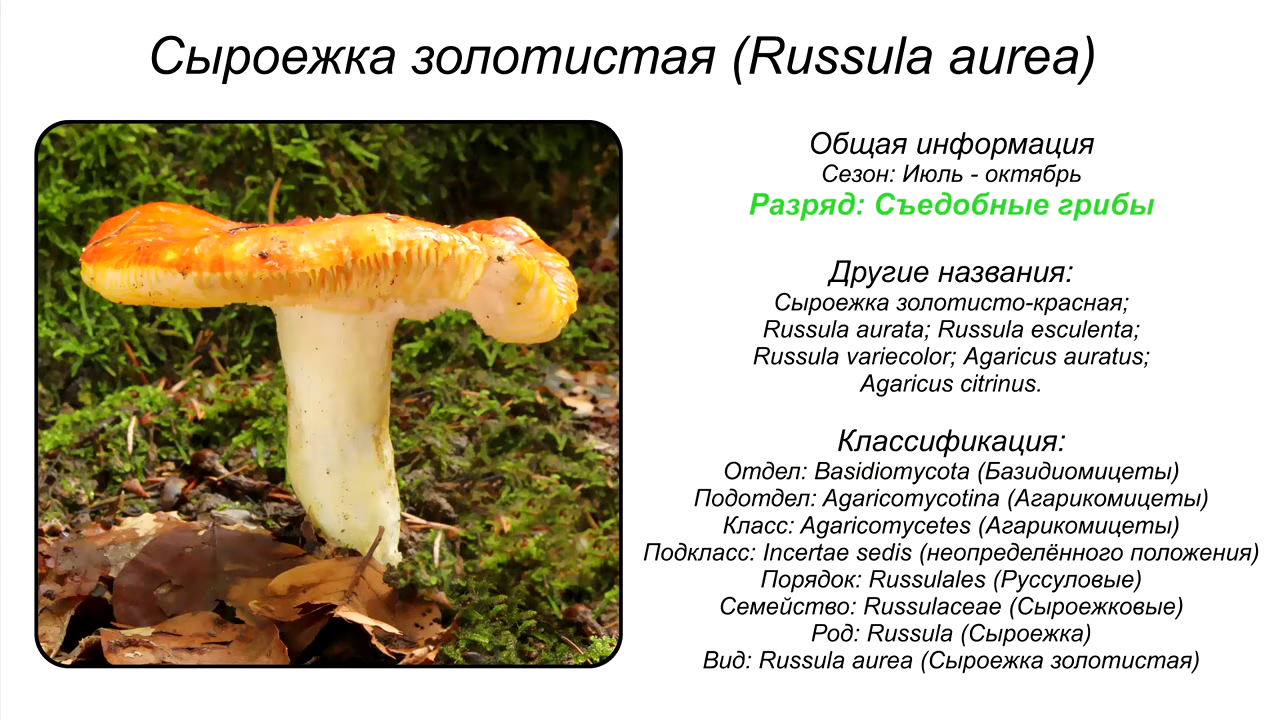 Сыроежка золотистая (Russula aurea)
Общая информация
Сезон: Июль - октябрь
Разряд: Съедобные грибы
Другие названия:
Сыроежка золотисто-красная;
Russula aurata; Russula esculenta;
Russula variecolor; Agaricus auratus;
Agaricus citrinus.
Классификация:
Отдел: Basidiomycota (Базидиомицеты)
Подотдел: Agaricomycotina (Агарикомицеты)
Класс: Agaricomycetes (Агарикомицеты)
Подкласс: Incertae sedis (неопределённого положения)
Порядок: Russulales (Руссуловые)
Семейство: Russulaceae (Сыроежковые)
Род: Russula (Сыроежка)
Вид: Russula aurea (Сыроежка золотистая)